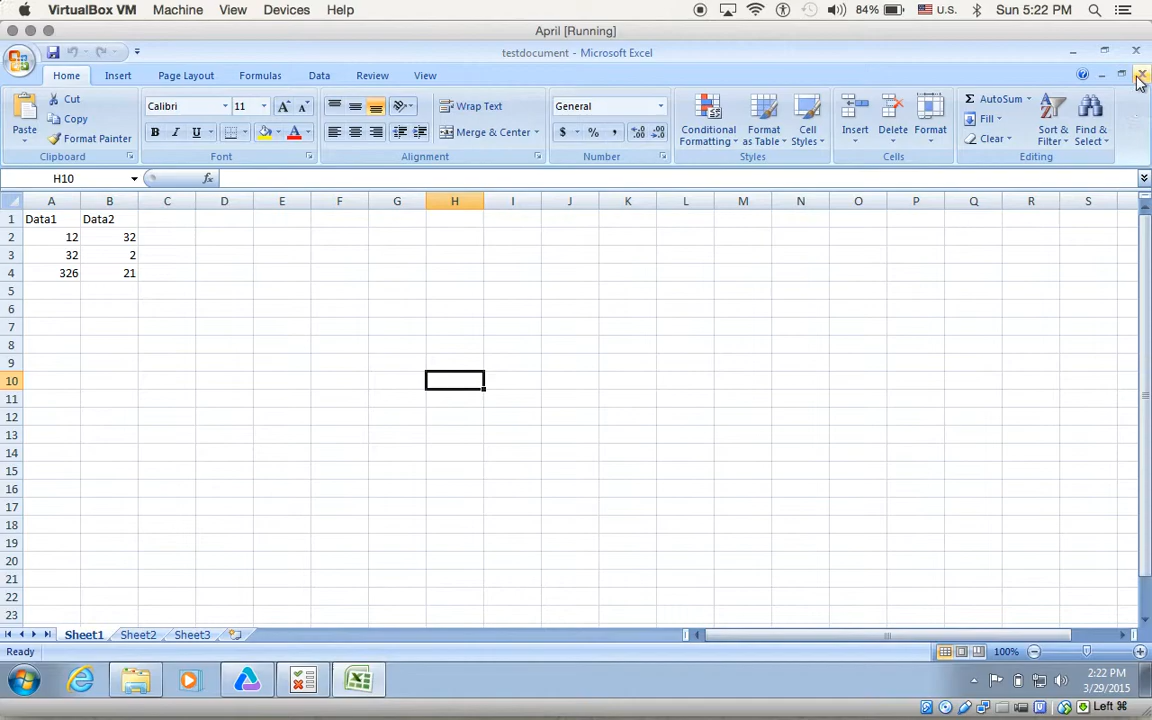 VirtualBox VM Machine View Devices Help 84% U.S. Sun 5:22 PM
April [Running]
testdocument - Microsoft Excel
Home Insert Page Layout Formulas Data Review View
Cut Calibri 11 Wrap Text General AutoSum
Copy Fill
Paste Format Painter B I U A Merge & Center $ % , Conditional Formatting Format as Table Cell Styles Insert Delete Format Clear Sort & Filter Find & Select
Clipboard Font Alignment Number Styles Cells Editing
H10 fx
A B C D E F G H I J K L M N O P Q R S
1 Data1 Data2
2 12 32
3 32 2
4 326 21
5
6
7
8
9
10
11
12
13
14
15
16
17
18
19
20
21
22
23
Sheet1 Sheet2 Sheet3
Ready 100%
2:22 PM
3/29/2015
Left ⌘